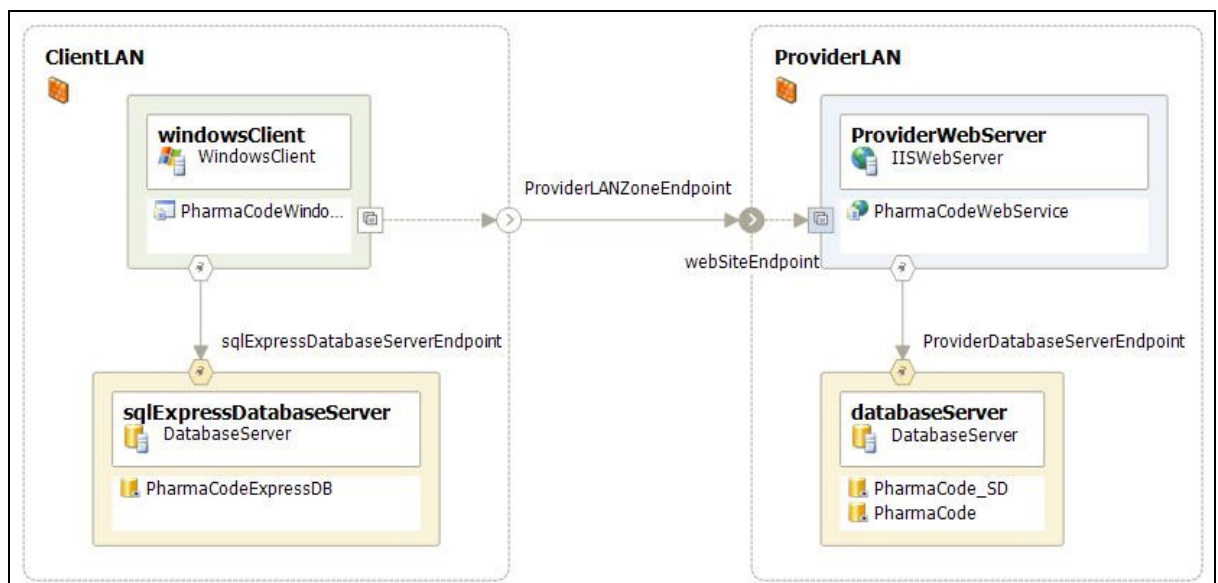 ClientLAN
ProviderLAN
windowsClient
WindowsClient
PharmaCodeWindo...
ProviderLANZoneEndpoint
ProviderWebServer
IISWebServer
PharmaCodeWebService
webSiteEndpoint
sqlExpressDatabaseServerEndpoint
ProviderDatabaseServerEndpoint
sqlExpressDatabaseServer
DatabaseServer
PharmaCodeExpressDB
databaseServer
DatabaseServer
PharmaCode_SD
PharmaCode